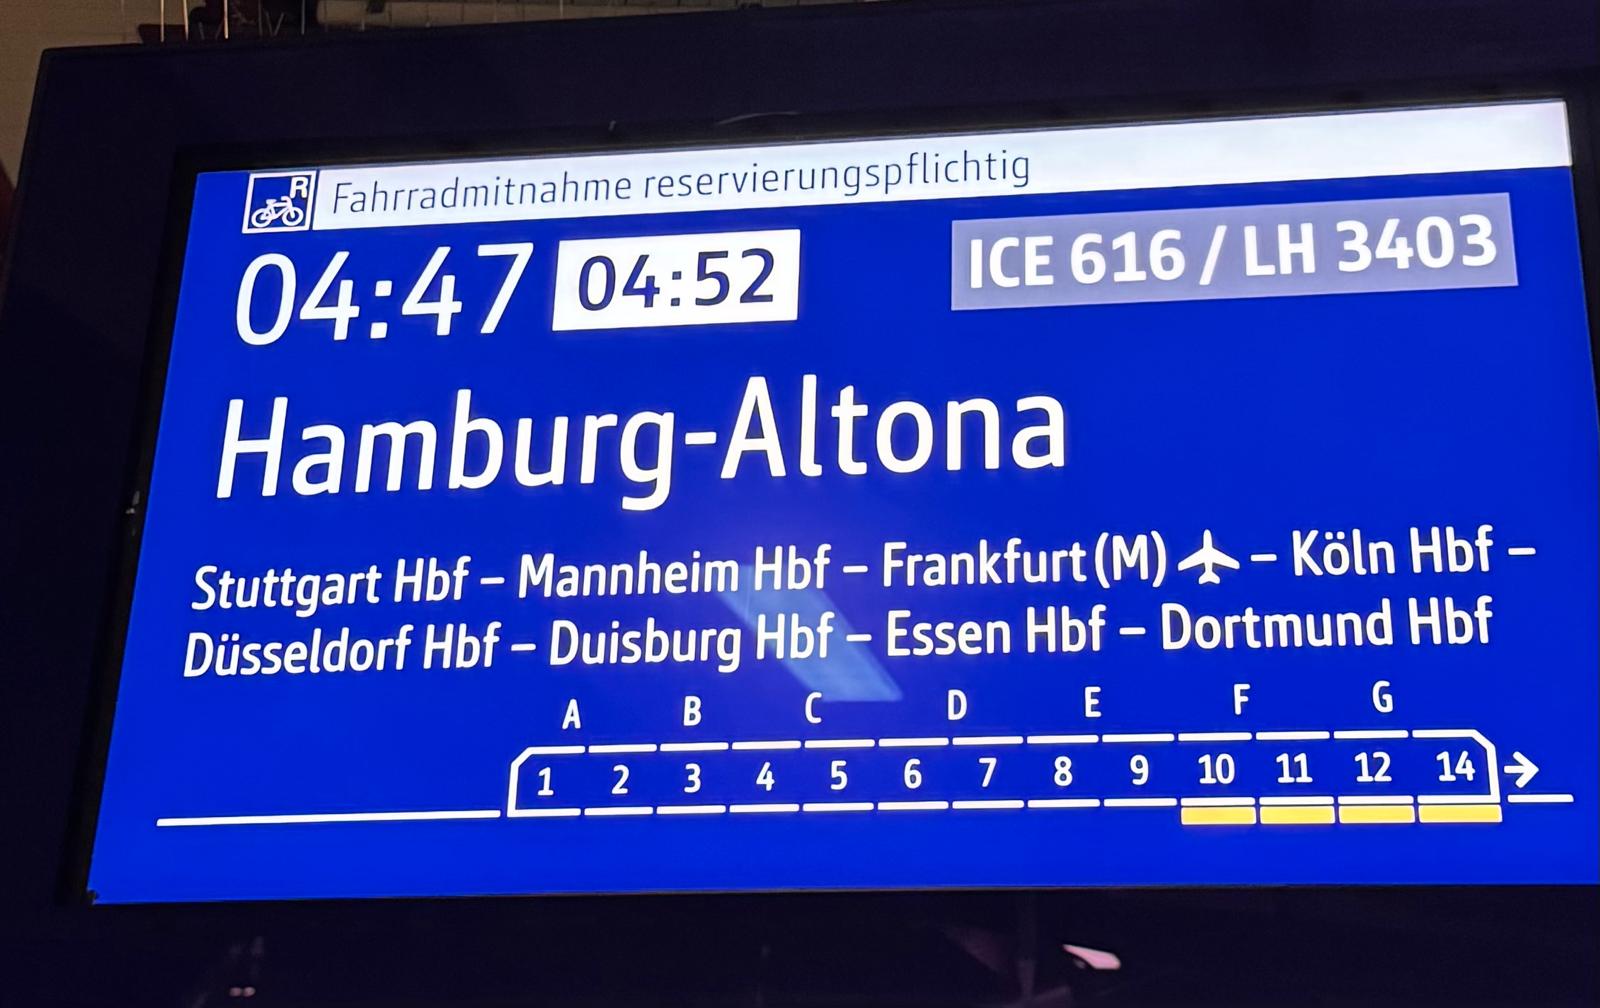 R Fahrradmitnahme reservierungspflichtig
04:47 04:52 ICE 616 / LH 3403
Hamburg-Altona
Stuttgart Hbf – Mannheim Hbf – Frankfurt (M) – Köln Hbf –
Düsseldorf Hbf – Duisburg Hbf – Essen Hbf – Dortmund Hbf
A B C D E F G
1 2 3 4 5 6 7 8 9 10 11 12 14